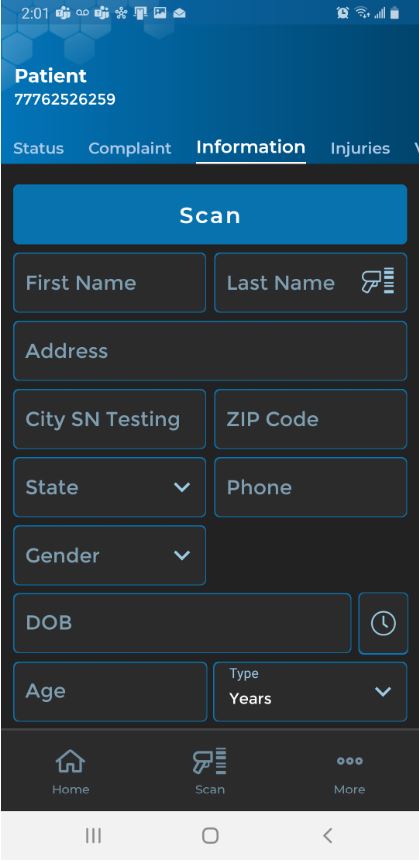 2:01
Patient
77762526259
Status Complaint Information Injuries V
Scan
First Name Last Name
Address
City SN Testing ZIP Code
State Phone
Gender
DOB
Age Type
Years
Home Scan More